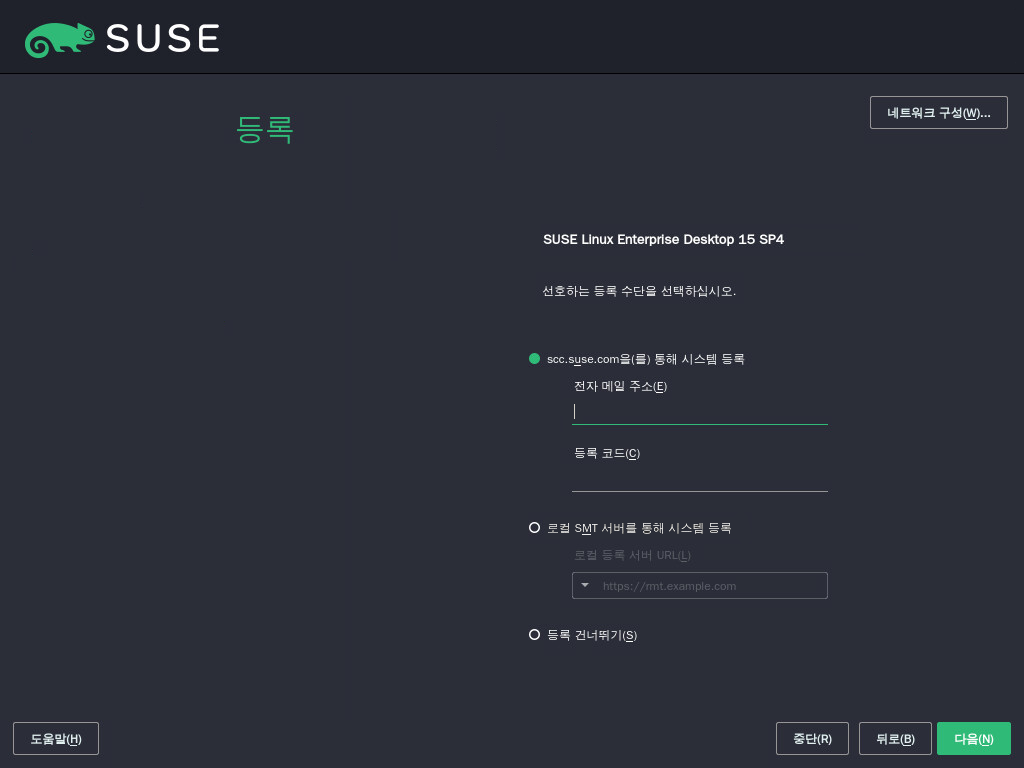 SUSE
등록
네트워크 구성(W)...
SUSE Linux Enterprise Desktop 15 SP4
선호하는 등록 수단을 선택하십시오.
scc.suse.com을(를) 통해 시스템 등록
전자 메일 주소(E)
등록 코드(C)
로컬 SMT 서버를 통해 시스템 등록
로컬 등록 서버 URL(L)
https://rmt.example.com
등록 건너뛰기(S)
도움말(H)
중단(R)
뒤로(B)
다음(N)